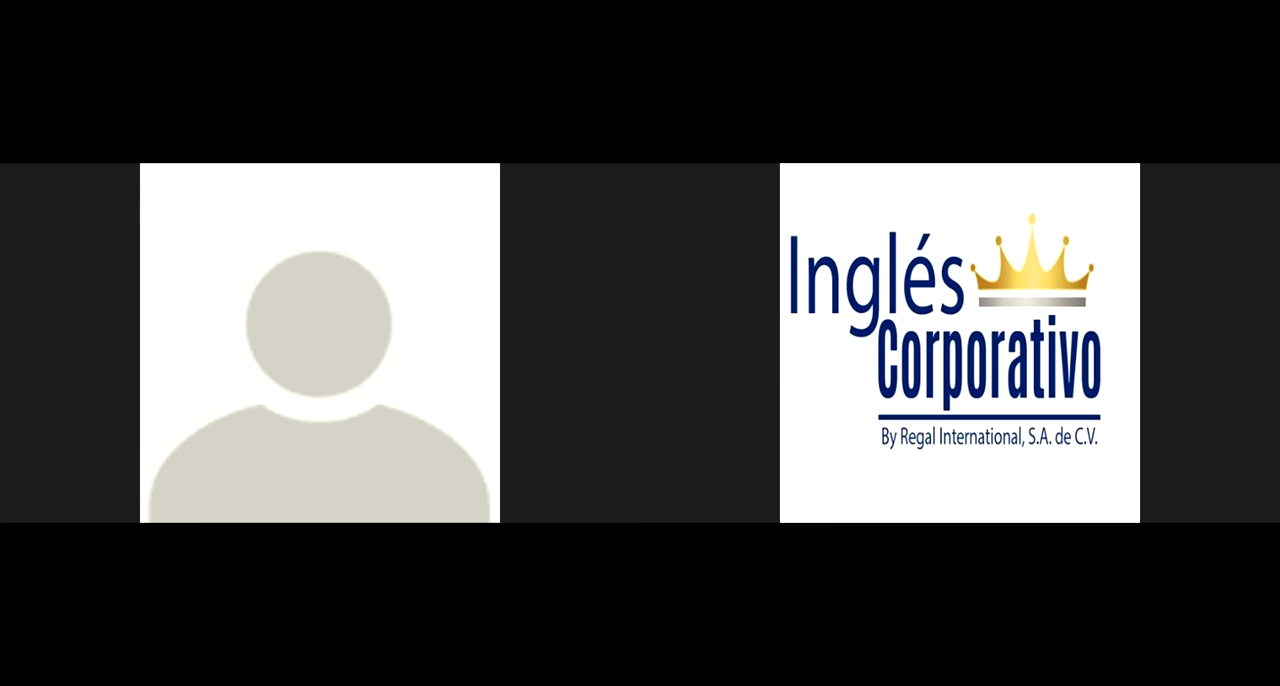 Inglés
Corporativo
By Regal International, S.A. de C.V.